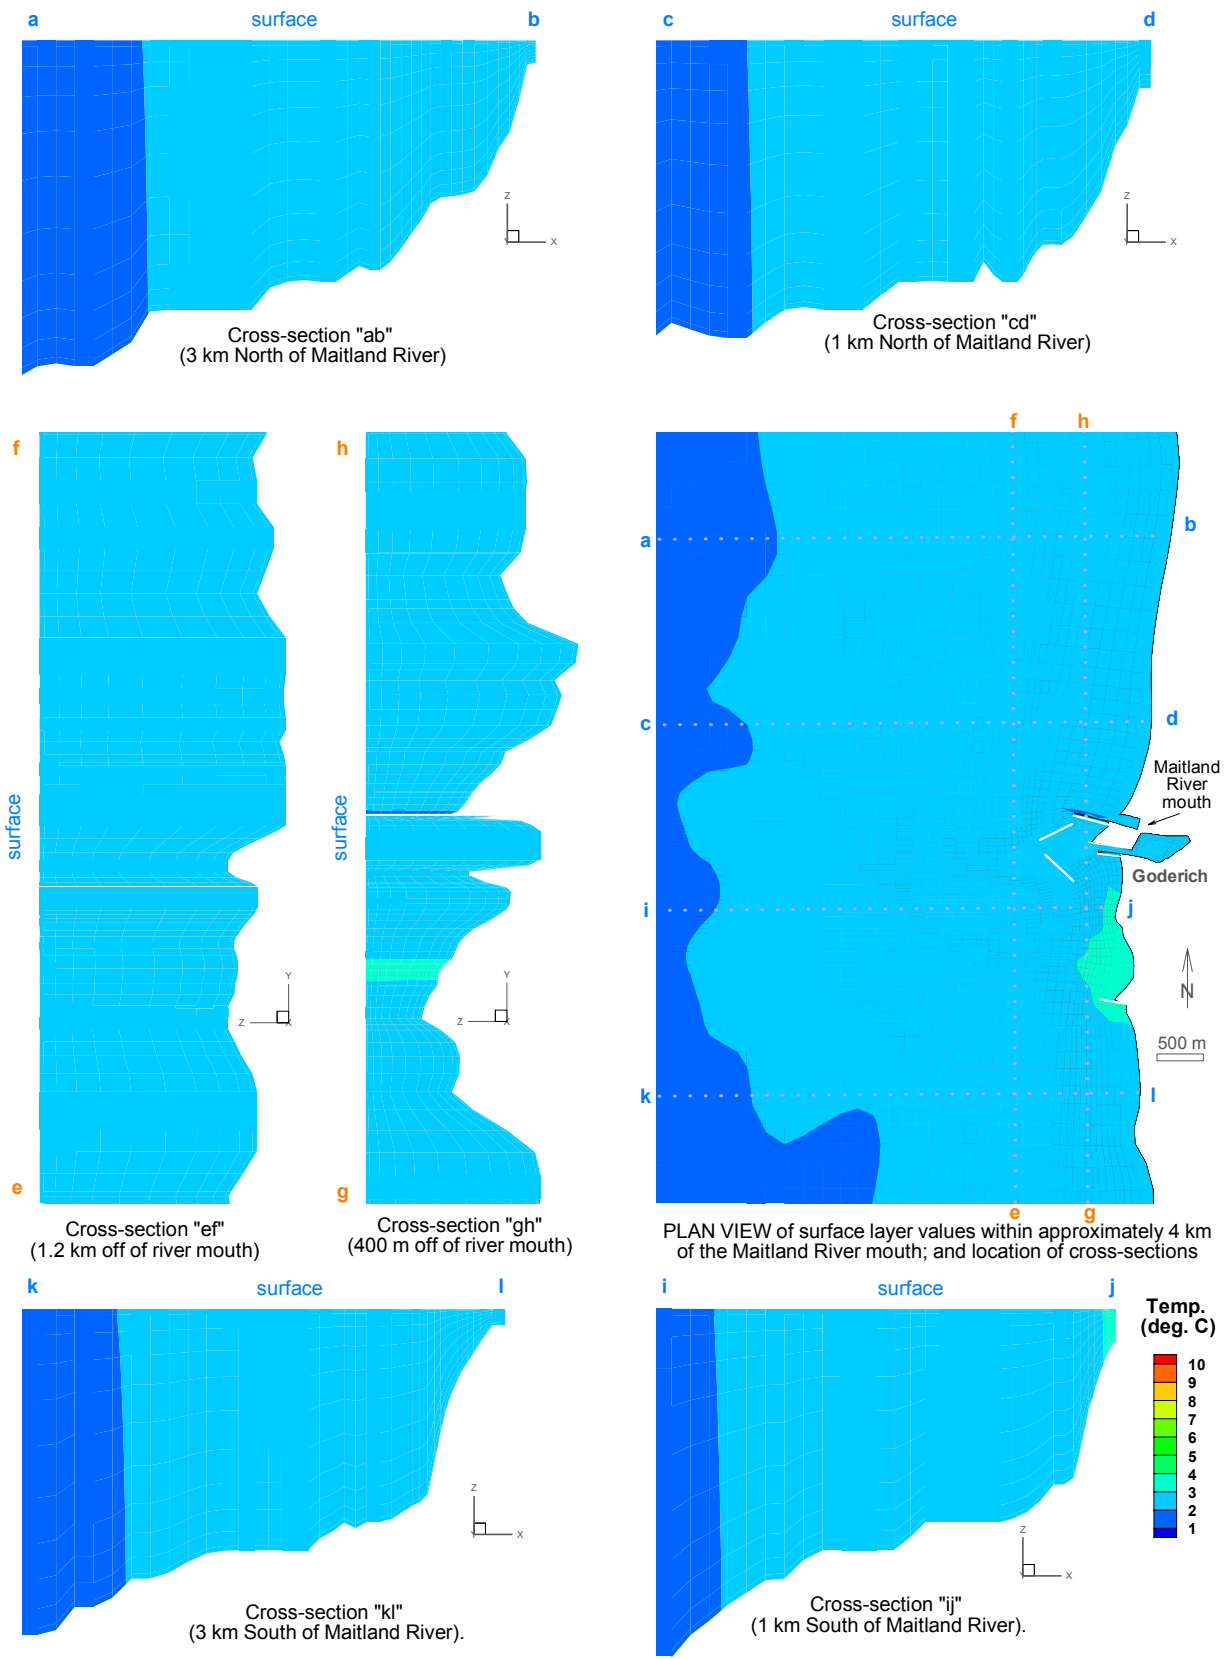 a surface b
c d
Z
X
Y
Z
X
Y
Cross-section "ab"
(3 km North of Maitland River)
Cross-section "cd"
(1 km North of Maitland River)
f h
f
h
b
a
surface
surface
c
d
Maitland
River
mouth
Goderich
i
j
N
500 m
Y
Z
X
Y
Z
X
k
l
e
g
e g
Cross-section "ef"
(1.2 km off of river mouth)
Cross-section "gh"
(400 m off of river mouth)
PLAN VIEW of surface layer values within approximately 4 km
of the Maitland River mouth; and location of cross-sections
k surface l
i surface j
Temp.
(deg. C)
10
9
8
7
6
5
4
3
2
1
Z
X
Y
Z
X
Y
Cross-section "kl"
(3 km South of Maitland River).
Cross-section "ij"
(1 km South of Maitland River).